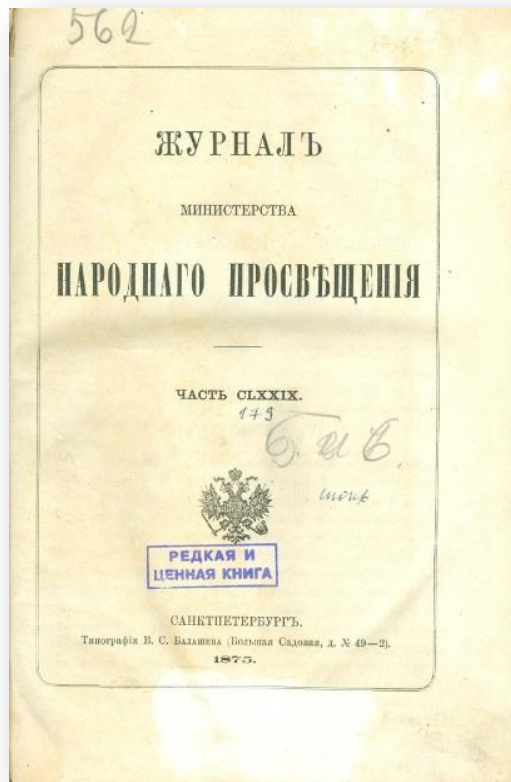 562
ЖУРНАЛЪ
МИНИСТЕРСТВА
НАРОДНАГО ПРОСВѢЩЕНІЯ
ЧАСТЬ CLXXIX.
179
РЕДКАЯ И
ЦЕННАЯ КНИГА
САНКТПЕТЕРБУРГЪ.
Типографія В. С. Балашева (Большая Садовая, д. № 49—2).
1875.